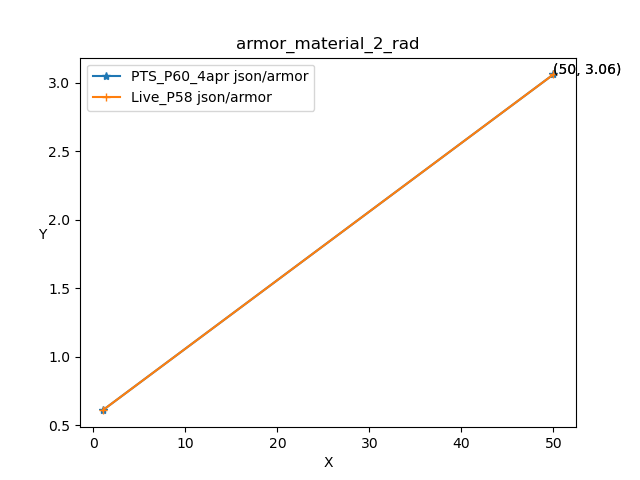 armor_material_2_rad
PTS_P60_4apr json/armor
Live_P58 json/armor
(50, 3.06)
3.0
2.5
2.0
Y
1.5
1.0
0.5
0 10 20 30 40 50
X